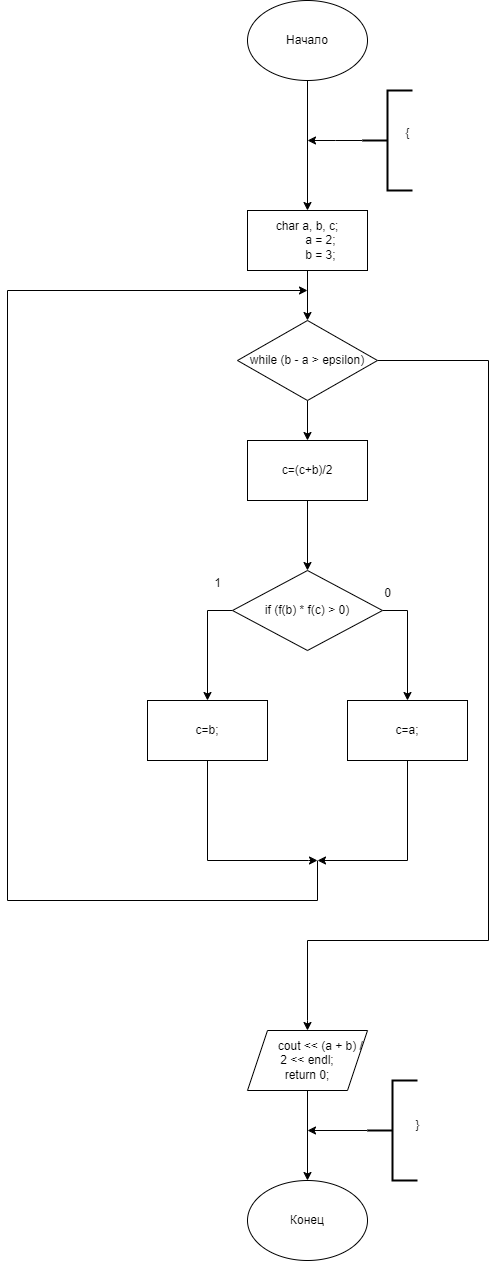 Начало
{
char a, b, c;
a = 2;
b = 3;
while (b - a > epsilon)
c=(c+b)/2
1
0
if (f(b) * f(c) > 0)
c=b;
c=a;
cout << (a + b) /
2 << endl;
return 0;
}
Конец